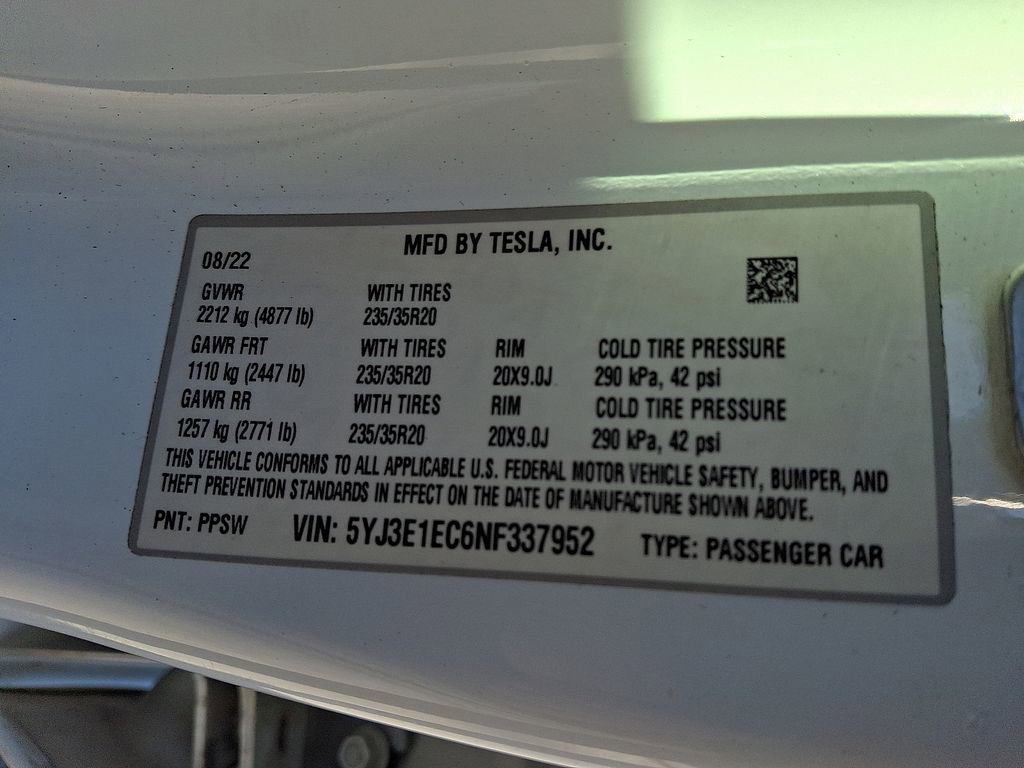 MFD BY TESLA, INC.
08/22
GVWR WITH TIRES
2212 kg (4877 lb) 235/35R20
GAWR FRT WITH TIRES RIM COLD TIRE PRESSURE
1110 kg (2447 lb) 235/35R20 20X9.0J 290 kPa, 42 psi
GAWR RR WITH TIRES RIM COLD TIRE PRESSURE
1257 kg (2771 lb) 235/35R20 20X9.0J 290 kPa, 42 psi
THIS VEHICLE CONFORMS TO ALL APPLICABLE U.S. FEDERAL MOTOR VEHICLE SAFETY, BUMPER, AND
THEFT PREVENTION STANDARDS IN EFFECT ON THE DATE OF MANUFACTURE SHOWN ABOVE.
PNT: PPSW VIN: 5YJ3E1EC6NF337952 TYPE: PASSENGER CAR